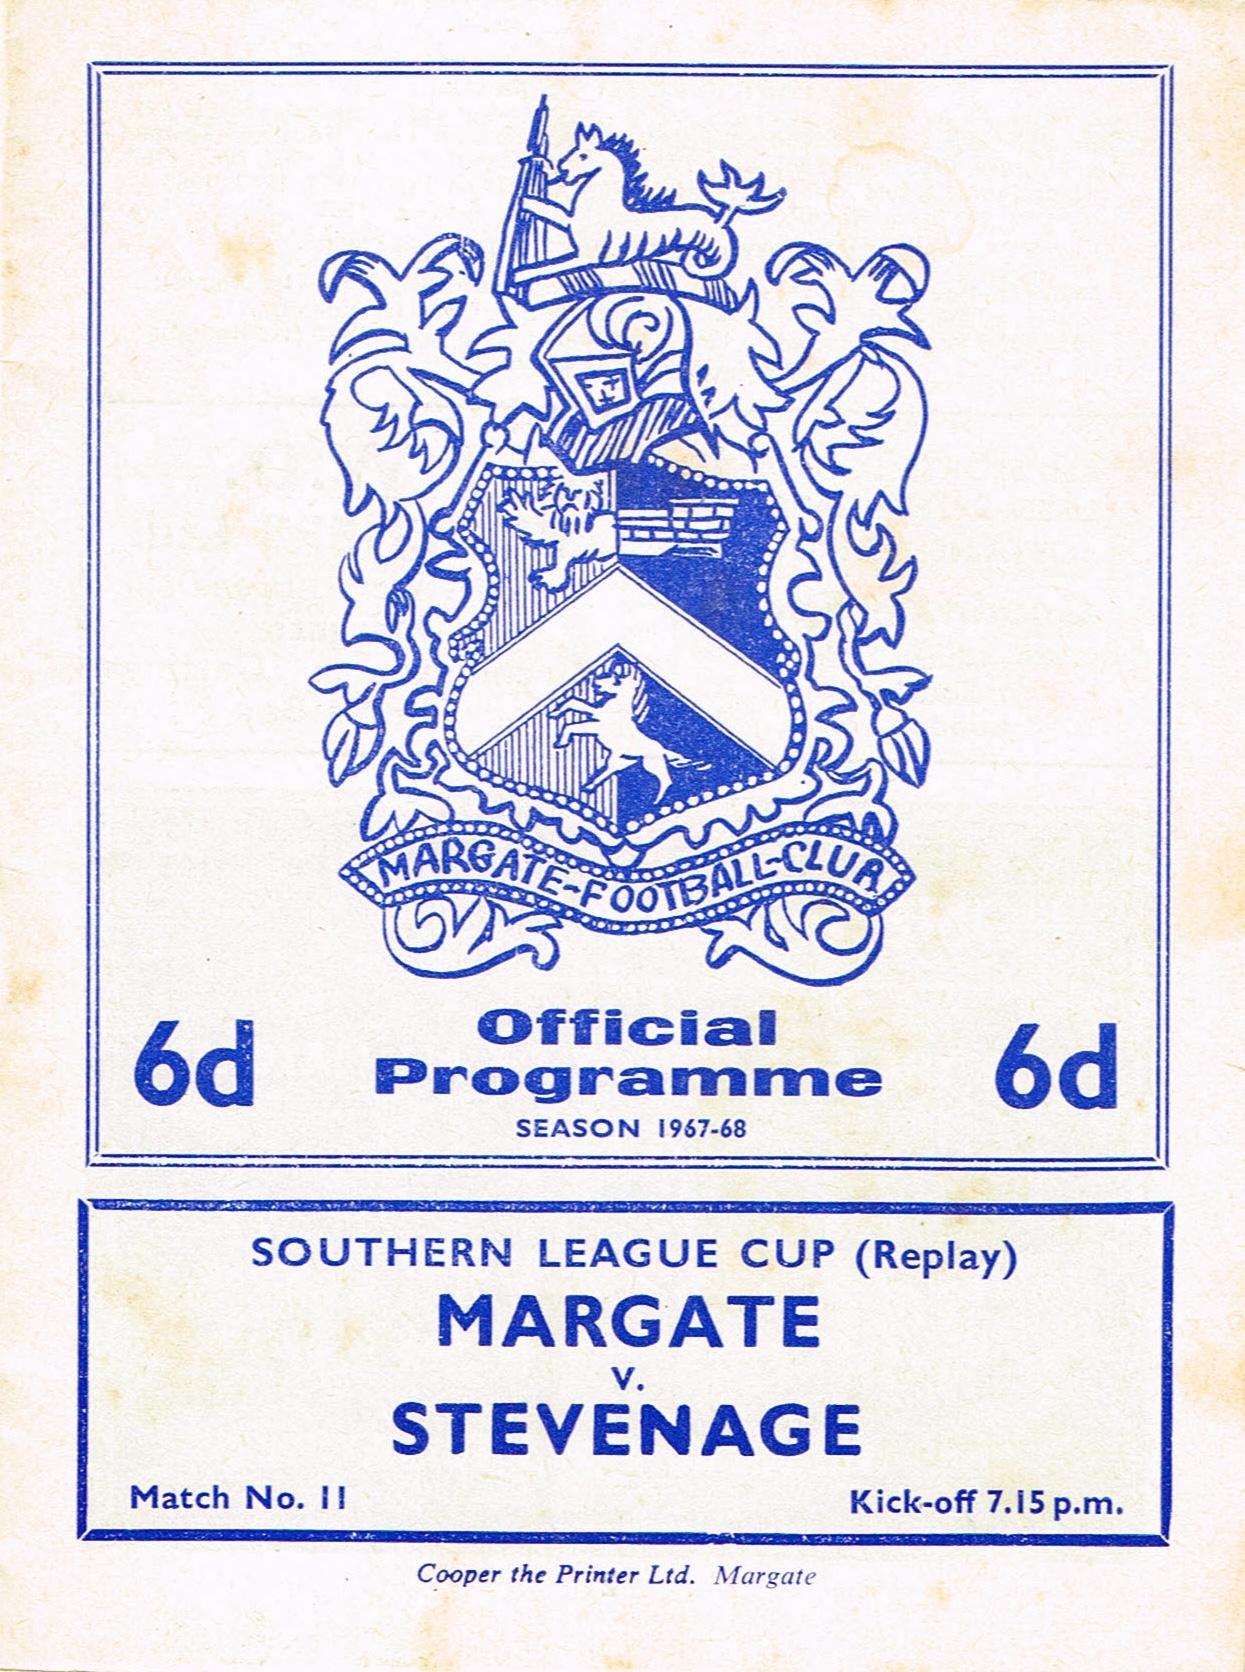 MARGATE-FOOTBALL-CLUB
6d
Official
Programme
6d
SEASON 1967-68
SOUTHERN LEAGUE CUP (Replay)
MARGATE
v.
STEVENAGE
Match No. 11
Kick-off 7.15 p.m.
Cooper the Printer Ltd. Margate